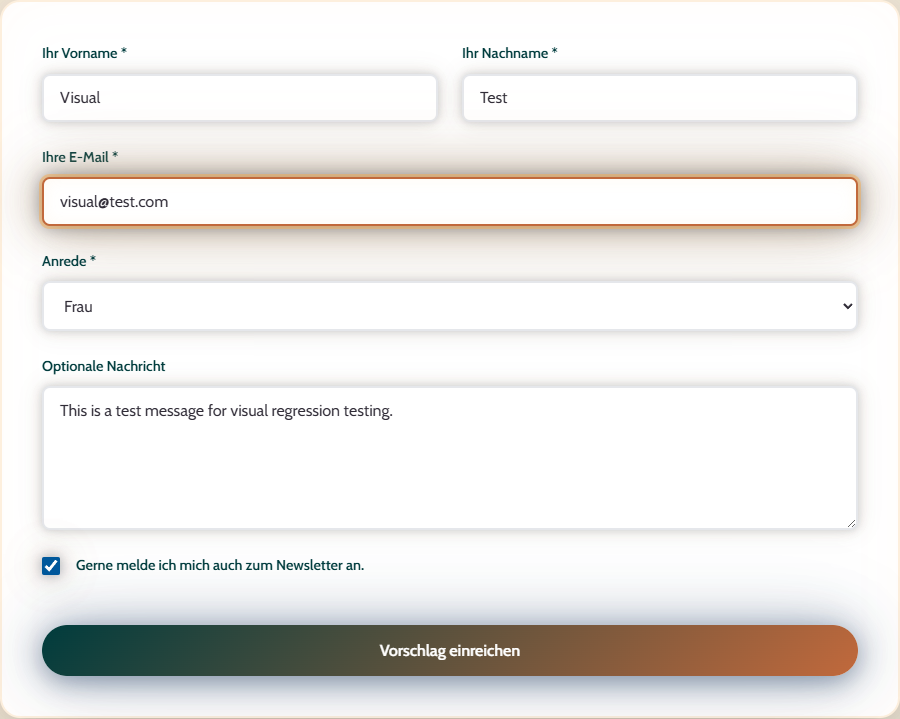 Ihr Vorname *
Ihr Nachname *
Visual
Test
Ihre E-Mail *
visual@test.com
Anrede *
Frau
Optionale Nachricht
This is a test message for visual regression testing.
Gerne melde ich mich auch zum Newsletter an.
Vorschlag einreichen